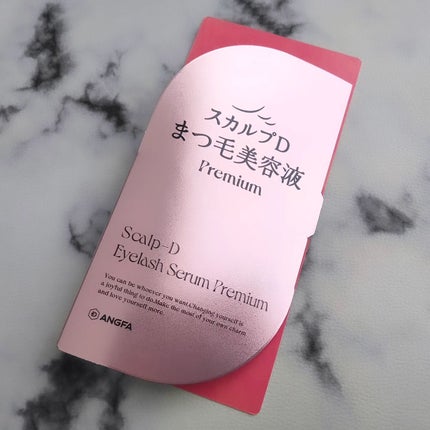 スカルプD
まつ毛美容液
Premium
Scalp-D
Eyelash Serum Premium
You can be whoever you want.Changing yourself is
a joyful thing to do.Make the most of your own charm
and love yourself more.
ANGFA